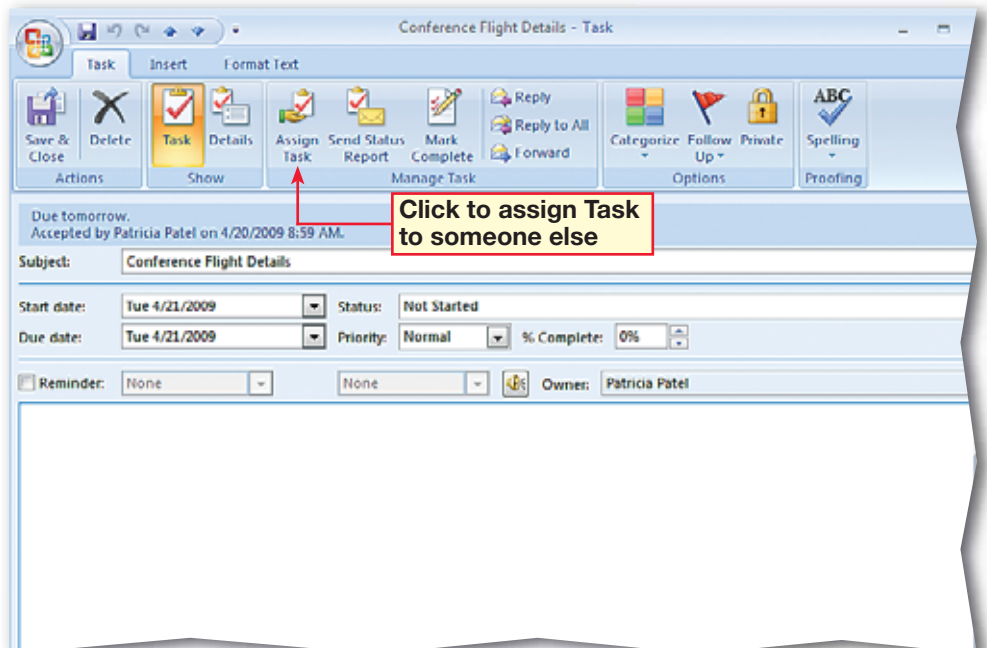 Conference Flight Details - Task
Task Insert Format Text
Save & Close
Delete
Task
Details
Assign Task
Send Status Report
Mark Complete
Reply
Reply to All
Forward
Categorize
Follow Up
Private
ABC
Spelling
Actions Show Manage Task Options Proofing
Click to assign Task
to someone else
Due tomorrow.
Accepted by Patricia Patel on 4/20/2009 8:59 AM.
Subject: Conference Flight Details
Start date: Tue 4/21/2009 Status: Not Started
Due date: Tue 4/21/2009 Priority: Normal % Complete: 0%
Reminder: None None Owner: Patricia Patel